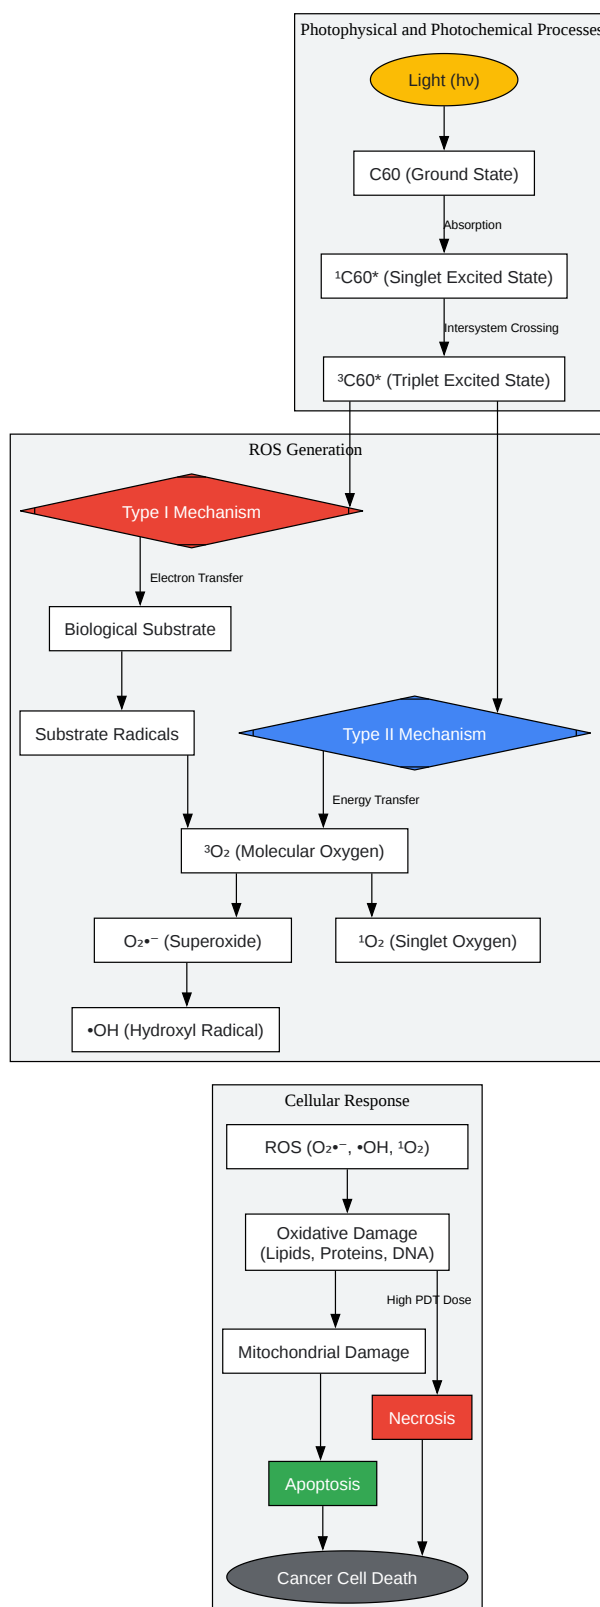 Photophysical and Photochemical Processes
Light (hν)
C60 (Ground State)
Absorption
¹C60* (Singlet Excited State)
Intersystem Crossing
³C60* (Triplet Excited State)
ROS Generation
Type I Mechanism
Electron Transfer
Biological Substrate
Substrate Radicals
Type II Mechanism
Energy Transfer
³O₂ (Molecular Oxygen)
O₂•⁻ (Superoxide)
¹O₂ (Singlet Oxygen)
•OH (Hydroxyl Radical)
Cellular Response
ROS (O₂•⁻, •OH, ¹O₂)
Oxidative Damage
(Lipids, Proteins, DNA)
High PDT Dose
Mitochondrial Damage
Necrosis
Apoptosis
Cancer Cell Death